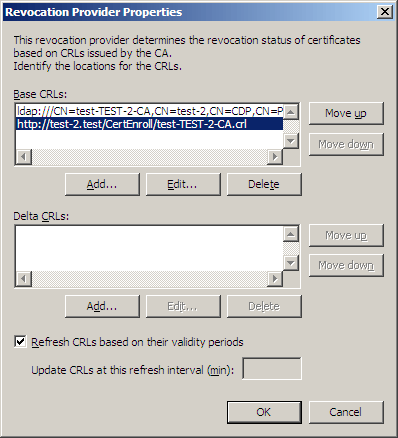 Revocation Provider Properties
This revocation provider determines the revocation status of certificates
based on CRLs issued by the CA.
Identify the locations for the CRLs.
Base CRLs:
ldap:///CN=test-TEST-2-CA,CN=test-2,CN=CDP,CN=P
http://test-2.test/CertEnroll/test-TEST-2-CA.crl
Move up
Move down
Add... Edit... Delete
Delta CRLs:
Move up
Move down
Add... Edit... Delete
Refresh CRLs based on their validity periods
Update CRLs at this refresh interval (min):
OK Cancel